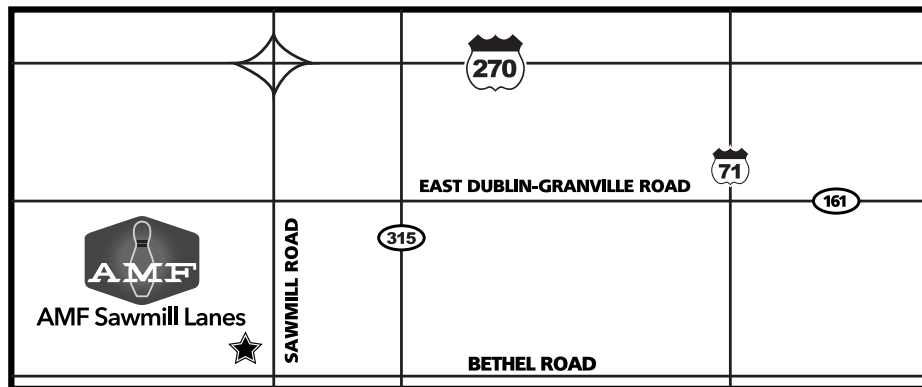 270
71
EAST DUBLIN-GRANVILLE ROAD
161
315
SAWMILL ROAD
AMF
AMF Sawmill Lanes
BETHEL ROAD